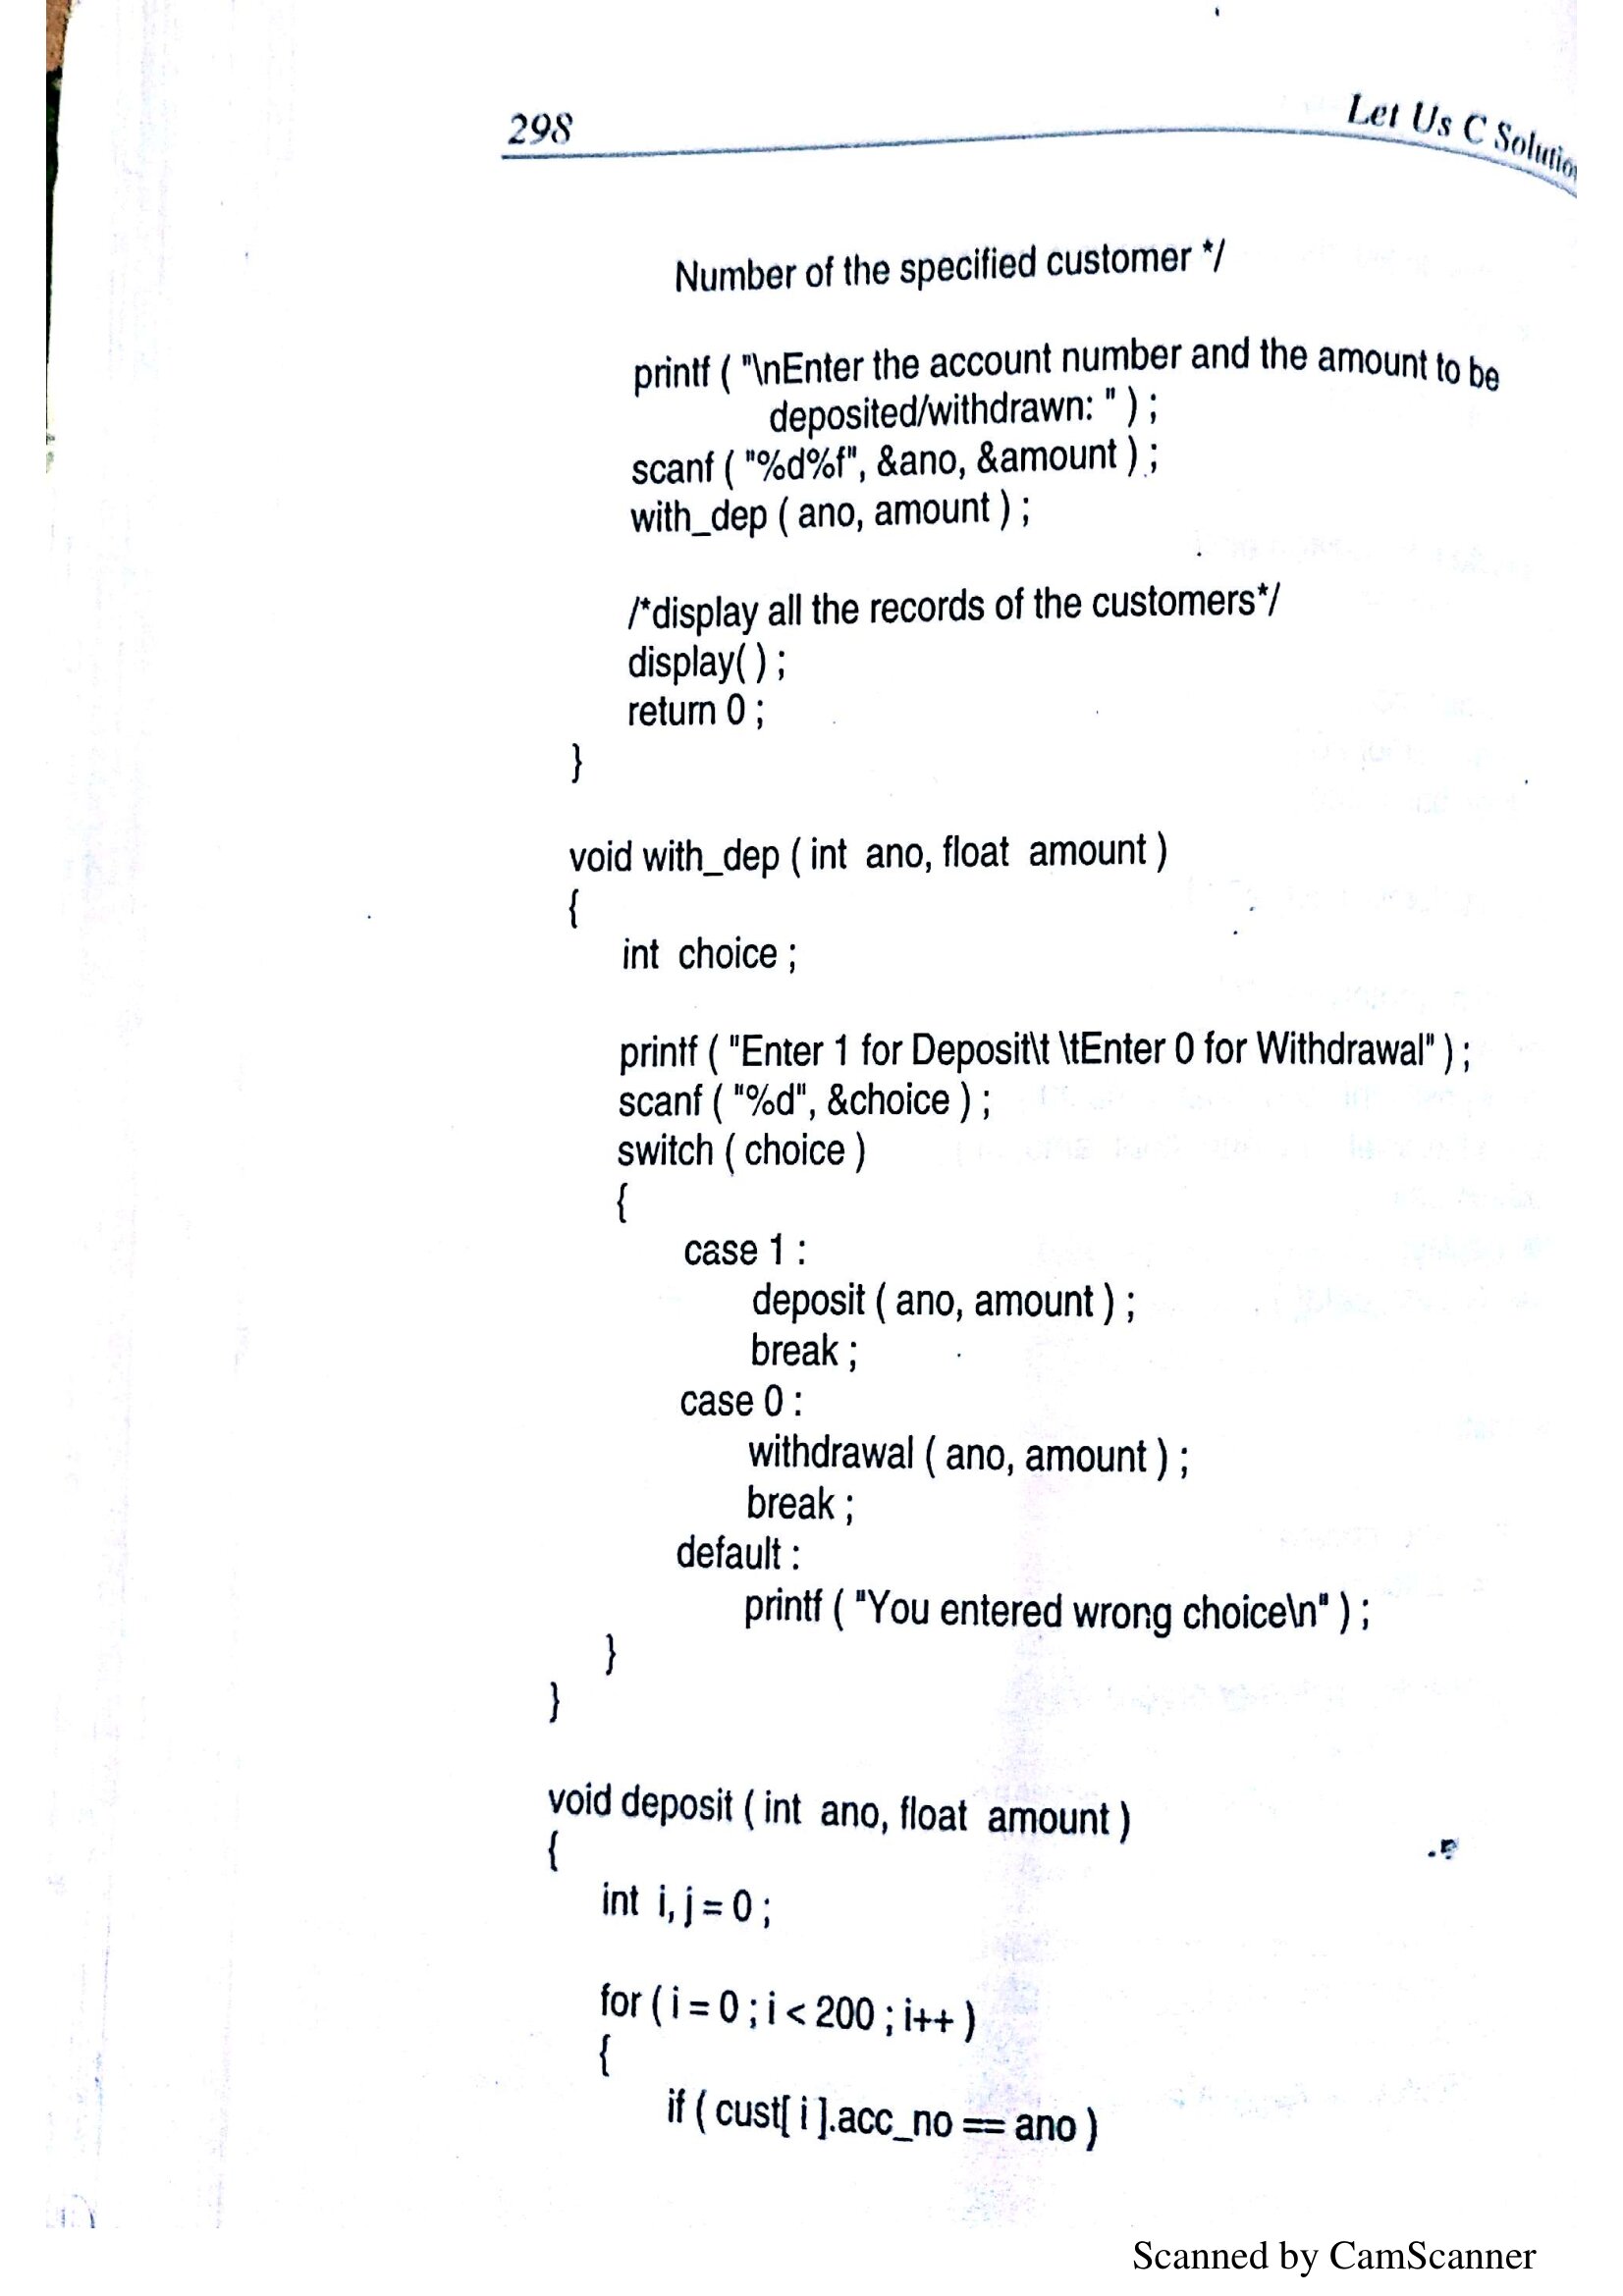 298
Let Us C Solution
Number of the specified customer */
printf ( "\nEnter the account number and the amount to be
deposited/withdrawn: " ) ;
scanf ( "%d%f", &ano, &amount ) ;
with_dep ( ano, amount ) ;
/*display all the records of the customers*/
display( ) ;
return 0 ;
}
void with_dep ( int ano, float amount )
{
int choice ;
printf ( "Enter 1 for Deposit\t \tEnter 0 for Withdrawal" ) ;
scanf ( "%d", &choice ) ;
switch ( choice )
{
case 1 :
deposit ( ano, amount ) ;
break ;
case 0 :
withdrawal ( ano, amount ) ;
break ;
default :
printf ( "You entered wrong choice\n" ) ;
}
}
void deposit ( int ano, float amount )
{
int i, j = 0 ;
for ( i = 0 ; i < 200 ; i++ )
{
if ( cust[ i ].acc_no == ano )
Scanned by CamScanner